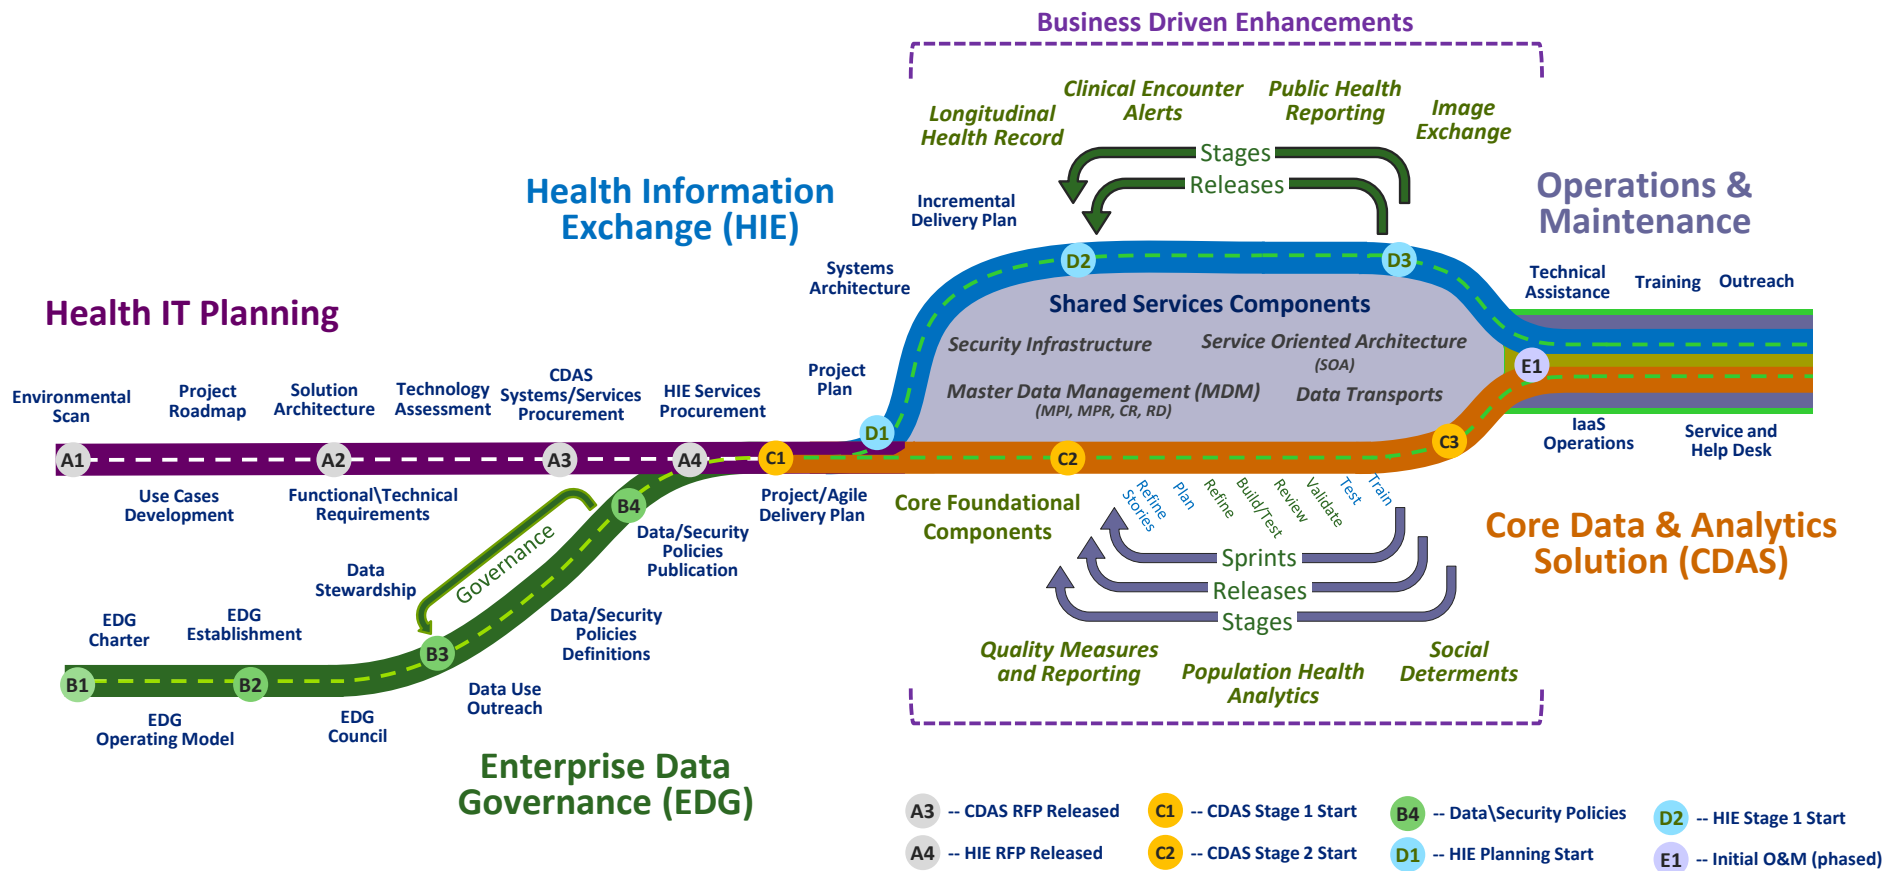 Business Driven Enhancements
Longitudinal
Health Record
Clinical Encounter
Alerts
Public Health
Reporting
Image
Exchange
Stages
Releases
Health Information
Exchange (HIE)
Incremental
Delivery Plan
Operations &
Maintenance
Systems
Architecture
D2
D3
Technical
Assistance
Training
Outreach
Health IT Planning
Shared Services Components
Security Infrastructure
Service Oriented Architecture
(SOA)
Master Data Management (MDM)
(MPI, MPR, CR, RD)
Data Transports
E1
Environmental
Scan
Project
Roadmap
Solution
Architecture
Technology
Assessment
CDAS
Systems/Services
Procurement
HIE Services
Procurement
Project
Plan
D1
A1
A2
A3
A4
C1
C2
C3
IaaS
Operations
Service and
Help Desk
Use Cases
Development
Functional\Technical
Requirements
B4
Project/Agile
Delivery Plan
Core Foundational
Components
Refine
Stories
Plan
Refine
Build/Test
Review
Validate
Test
Train
Core Data & Analytics
Solution (CDAS)
Sprints
Releases
Stages
Data/Security
Policies
Publication
Governance
Data
Stewardship
EDG
Charter
EDG
Establishment
Data/Security
Policies
Definitions
B1
B2
B3
Quality Measures
and Reporting
Population Health
Analytics
Social
Determents
Data Use
Outreach
EDG
Operating Model
EDG
Council
Enterprise Data
Governance (EDG)
A3 -- CDAS RFP Released
C1 -- CDAS Stage 1 Start
B4 -- Data\Security Policies
D2 -- HIE Stage 1 Start
A4 -- HIE RFP Released
C2 -- CDAS Stage 2 Start
D1 -- HIE Planning Start
E1 -- Initial O&M (phased)